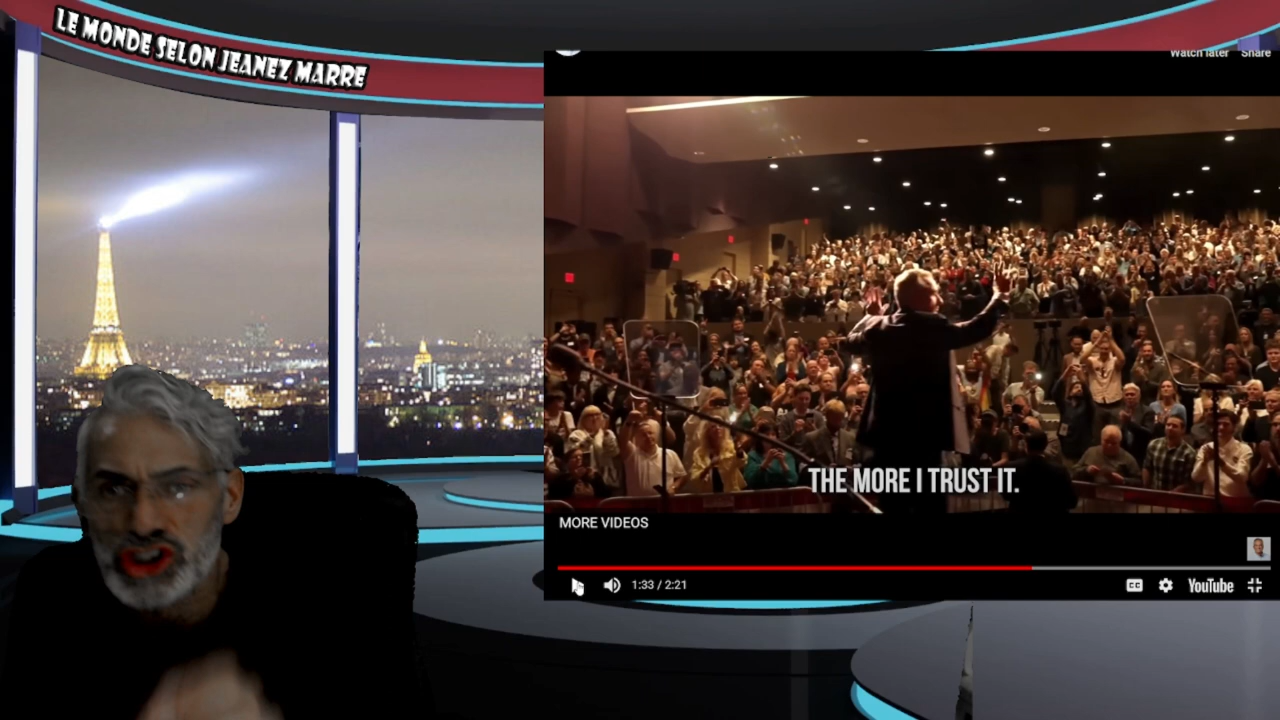 LE MONDE SELON JEANEZ MARRE
Watch later Share
THE MORE I TRUST IT.
MORE VIDEOS
1:33 / 2:21
CC
YouTube